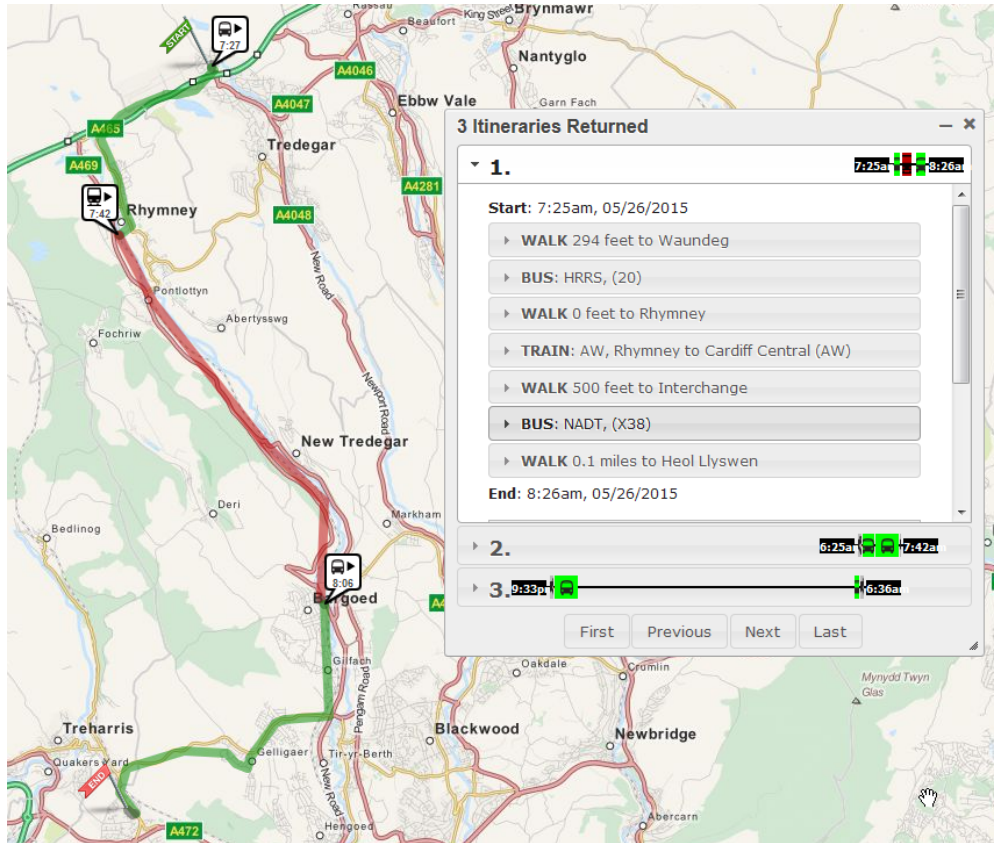 Rassau
Brynmawr
King Street
Beaufort
START
7:27
A4046
Nantyglo
A4047
Ebbw Vale
Garn Fach
A465
Tredegar
A469
A4281
7:42
Rhymney
A4048
New Road
Pontlottyn
Abertysswg
Fochriw
Newport Road
New Tredegar
Deri
Markham
Bedlinog
8:06
Bargoed
Gilfach
Pengam Road
Oakdale
Crumlin
Mynydd Twyn
Glas
Treharris
Blackwood
Newbridge
Quakers Yard
Gelligaer
Tir-yr-Berth
END
New Road
A472
Hengoed
Abercarn
3 Itineraries Returned
1.
7:25am
8:26am
Start: 7:25am, 05/26/2015
WALK 294 feet to Waundeg
BUS: HRRS, (20)
WALK 0 feet to Rhymney
TRAIN: AW, Rhymney to Cardiff Central (AW)
WALK 500 feet to Interchange
BUS: NADT, (X38)
WALK 0.1 miles to Heol Llyswen
End: 8:26am, 05/26/2015
2.
6:25am
7:42am
3.
9:33pm
6:36am
First Previous Next Last